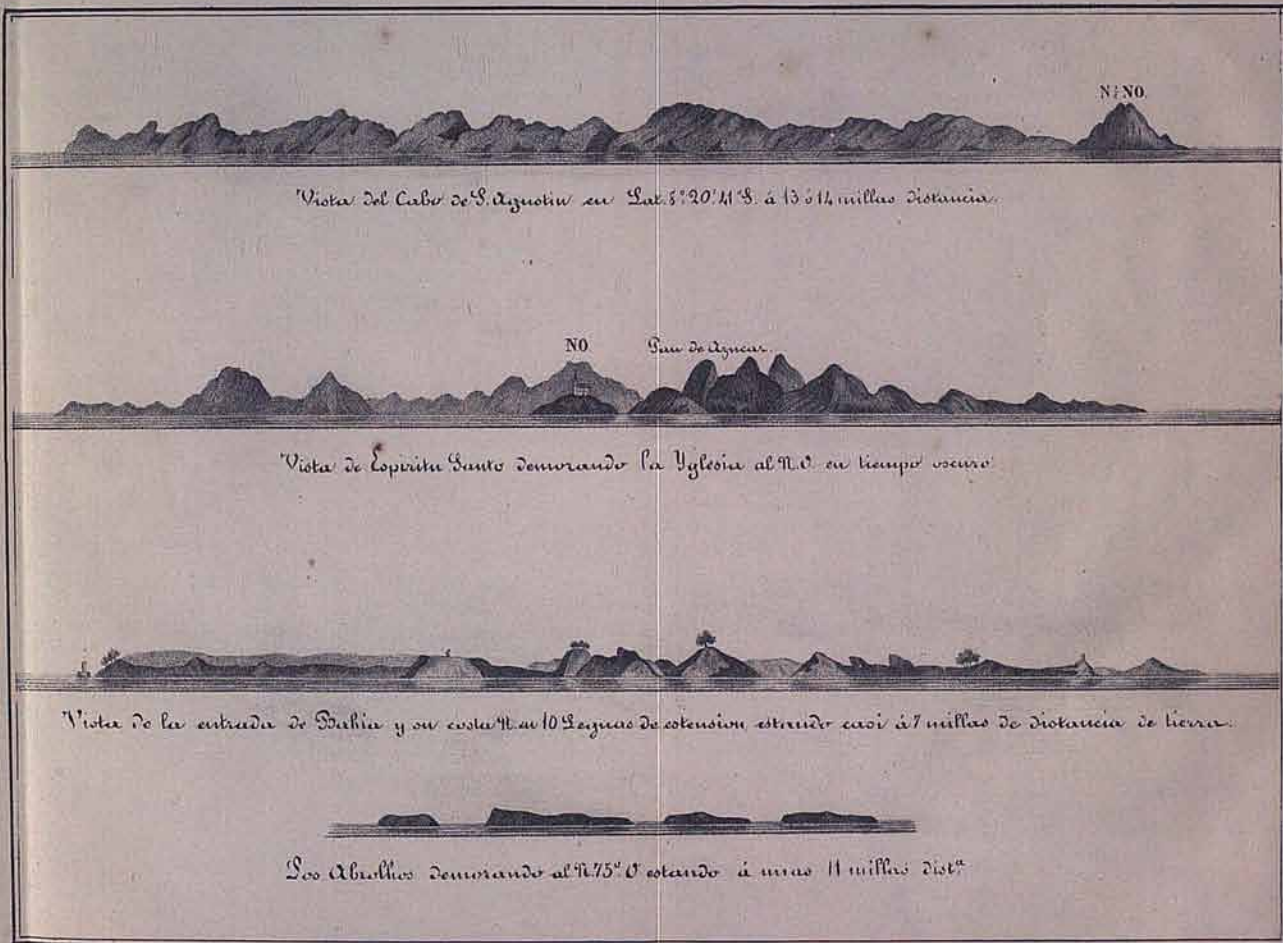 N¼NO.
Vista del Cabo de S. Agustin en Lat. 8° 20' 41" S. á 13 ó 14 millas distancia.
NO Pan de Azucar.
Vista de Espiritu Santo demorando la Yglesia al N.O. en tiempo oscuro.
Vista de la entrada de Bahía y su costa N. en 10 Leguas de estension, estando casi á 7 millas de distancia de tierra.
Los Abrolhos demorando al N.75° O estando á unas 11 millas dist.ª